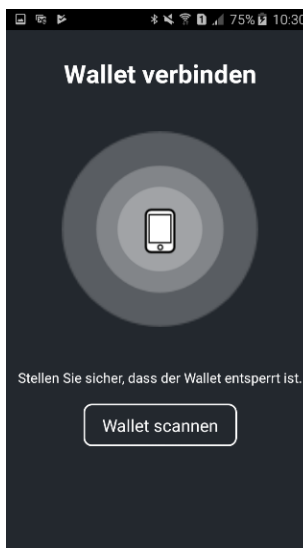 75% 10:30
Wallet verbinden
Stellen Sie sicher, dass der Wallet entsperrt ist.
Wallet scannen